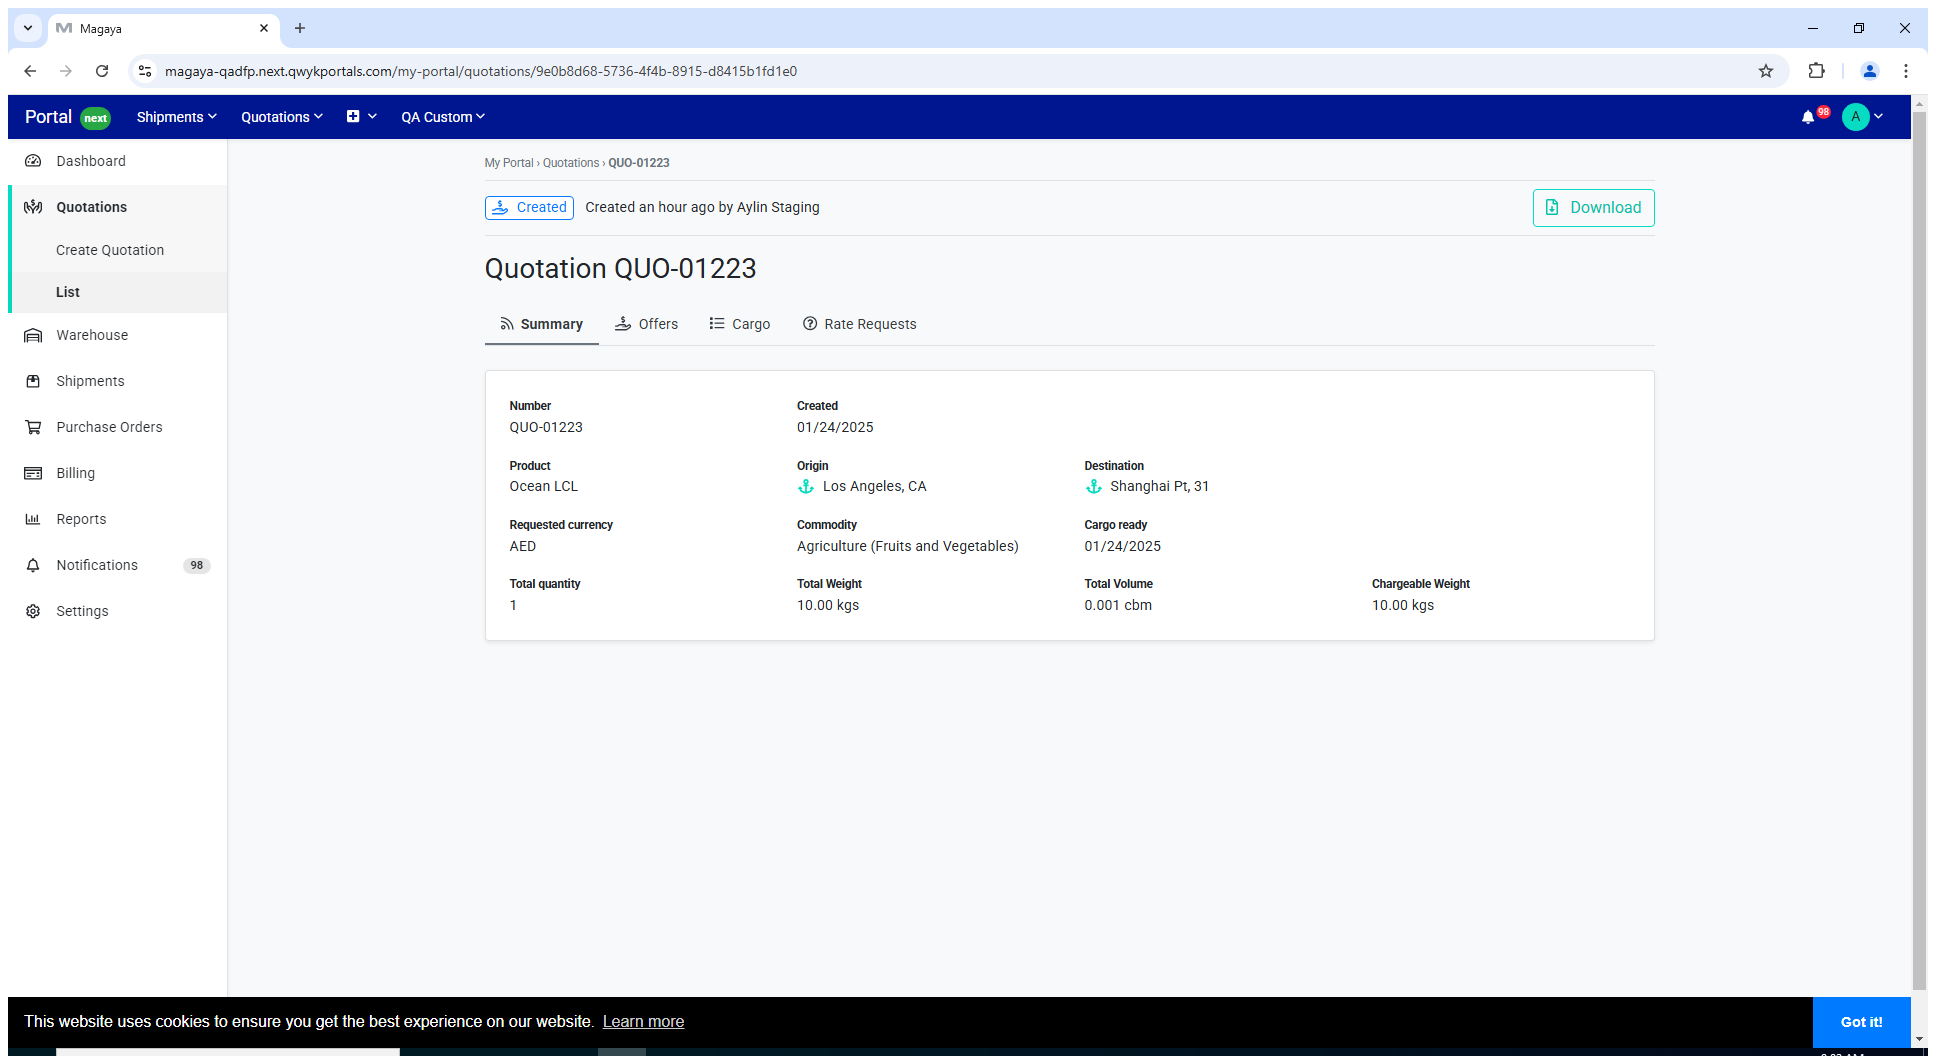 Magaya
magaya-qadfp.next.qwykportals.com/my-portal/quotations/9e0b8d68-5736-4f4b-8915-d8415b1fd1e0
Portal next Shipments Quotations QA Custom 98 A
Dashboard
Quotations
Create Quotation
List
Warehouse
Shipments
Purchase Orders
Billing
Reports
Notifications 98
Settings
My Portal › Quotations › QUO-01223
Created Created an hour ago by Aylin Staging Download
Quotation QUO-01223
Summary Offers Cargo Rate Requests
Number Created
QUO-01223 01/24/2025
Product Origin Destination
Ocean LCL Los Angeles, CA Shanghai Pt, 31
Requested currency Commodity Cargo ready
AED Agriculture (Fruits and Vegetables) 01/24/2025
Total quantity Total Weight Total Volume Chargeable Weight
1 10.00 kgs 0.001 cbm 10.00 kgs
This website uses cookies to ensure you get the best experience on our website. Learn more Got it!